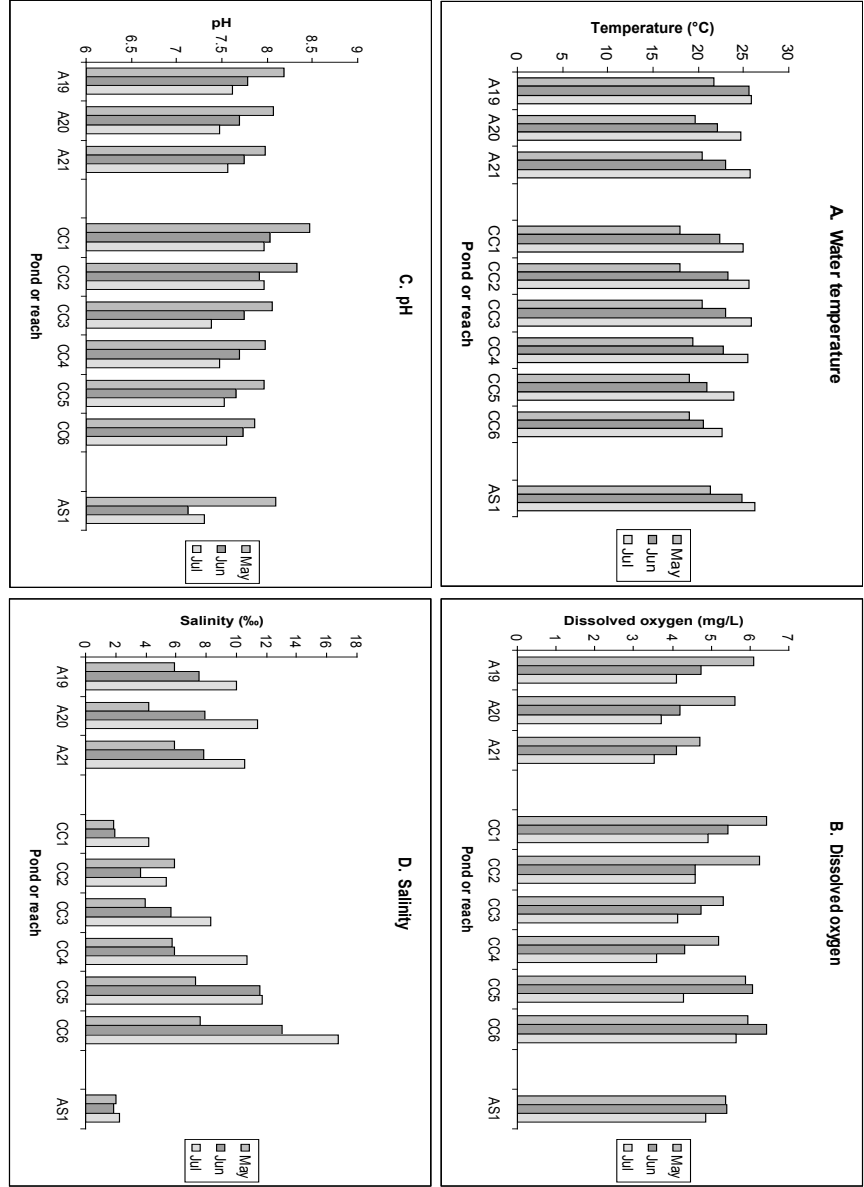 A. Water temperature
Temperature (°C)
0 5 10 15 20 25 30
A19 A20 A21 CC1 CC2 CC3 CC4 CC5 CC6 AS1
Pond or reach
May
Jun
Jul
B. Dissolved oxygen
Dissolved oxygen (mg/L)
0 1 2 3 4 5 6 7
A19 A20 A21 CC1 CC2 CC3 CC4 CC5 CC6 AS1
Pond or reach
May
Jun
Jul
C. pH
pH
6 6.5 7 7.5 8 8.5 9
A19 A20 A21 CC1 CC2 CC3 CC4 CC5 CC6 AS1
Pond or reach
May
Jun
Jul
D. Salinity
Salinity (‰)
0 2 4 6 8 10 12 14 16 18
A19 A20 A21 CC1 CC2 CC3 CC4 CC5 CC6 AS1
Pond or reach
May
Jun
Jul